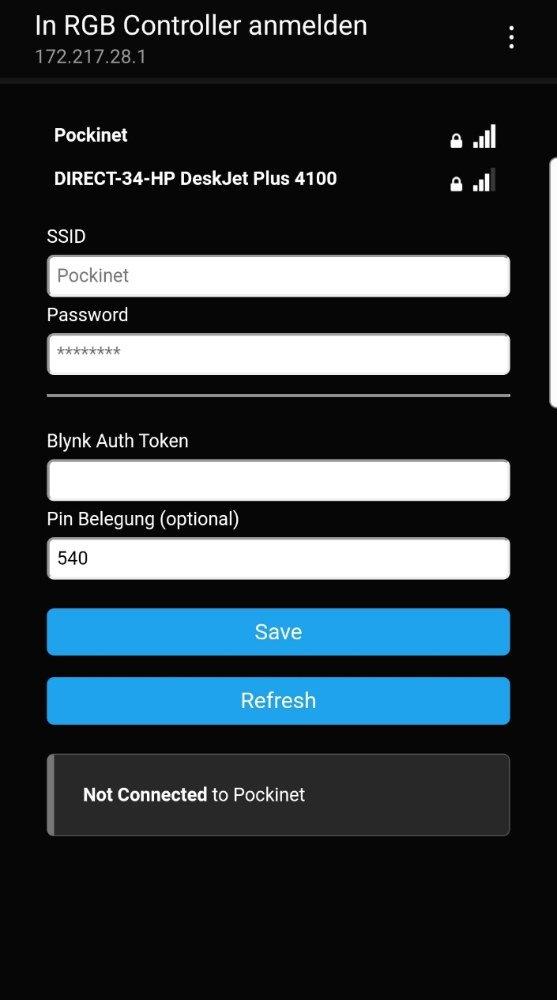 In RGB Controller anmelden
172.217.28.1
Pockinet
DIRECT-34-HP DeskJet Plus 4100
SSID
Pockinet
Password
********
Blynk Auth Token
Pin Belegung (optional)
540
Save
Refresh
Not Connected to Pockinet